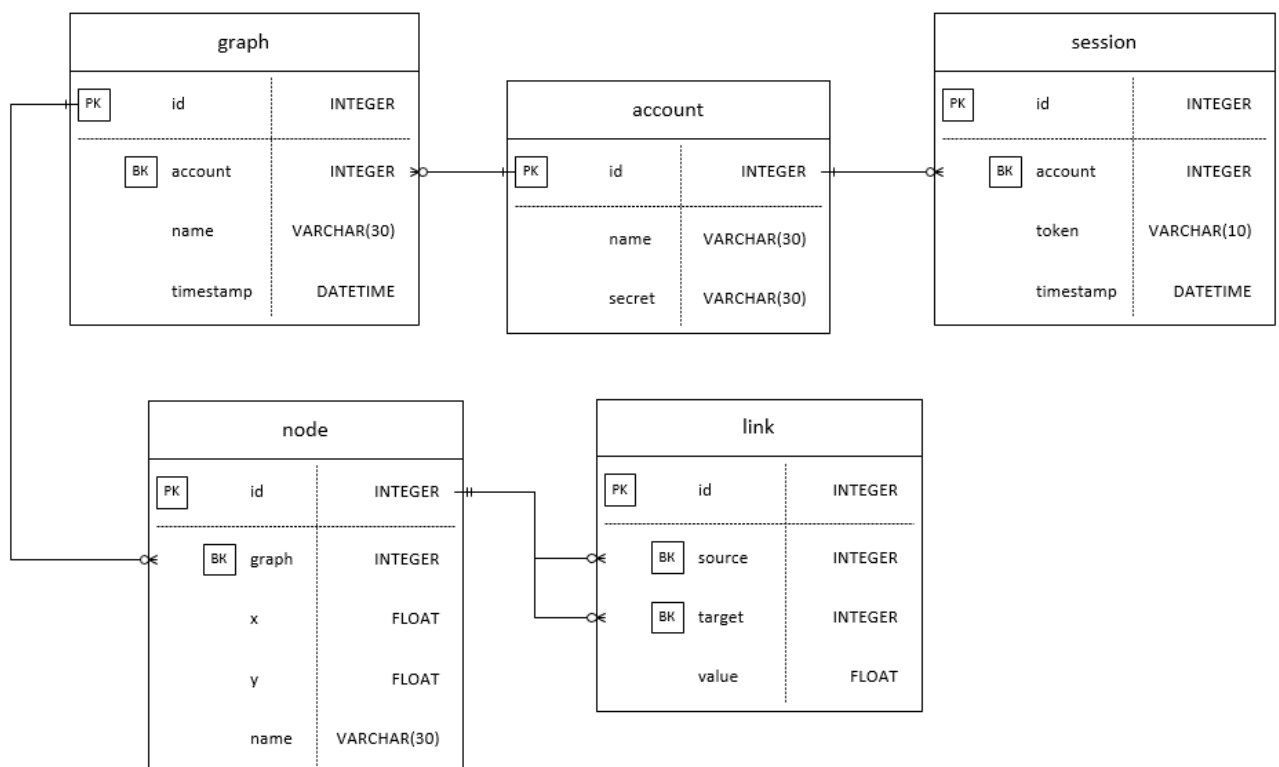 graph
PK id INTEGER
BK account INTEGER
name VARCHAR(30)
timestamp DATETIME
account
PK id INTEGER
name VARCHAR(30)
secret VARCHAR(30)
session
PK id INTEGER
BK account INTEGER
token VARCHAR(10)
timestamp DATETIME
node
PK id INTEGER
BK graph INTEGER
x FLOAT
y FLOAT
name VARCHAR(30)
link
PK id INTEGER
BK source INTEGER
BK target INTEGER
value FLOAT